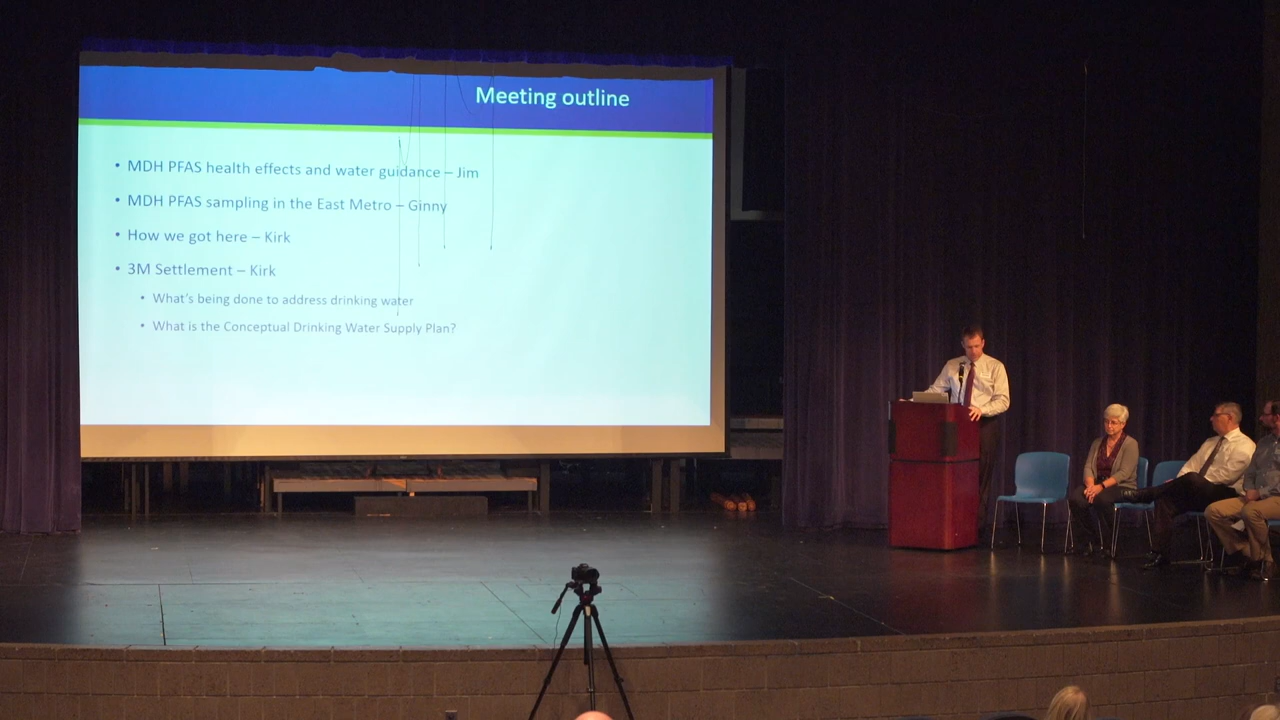 Meeting outline
• MDH PFAS health effects and water guidance – Jim
• MDH PFAS sampling in the East Metro – Ginny
• How we got here – Kirk
• 3M Settlement – Kirk
• What's being done to address drinking water
• What is the Conceptual Drinking Water Supply Plan?